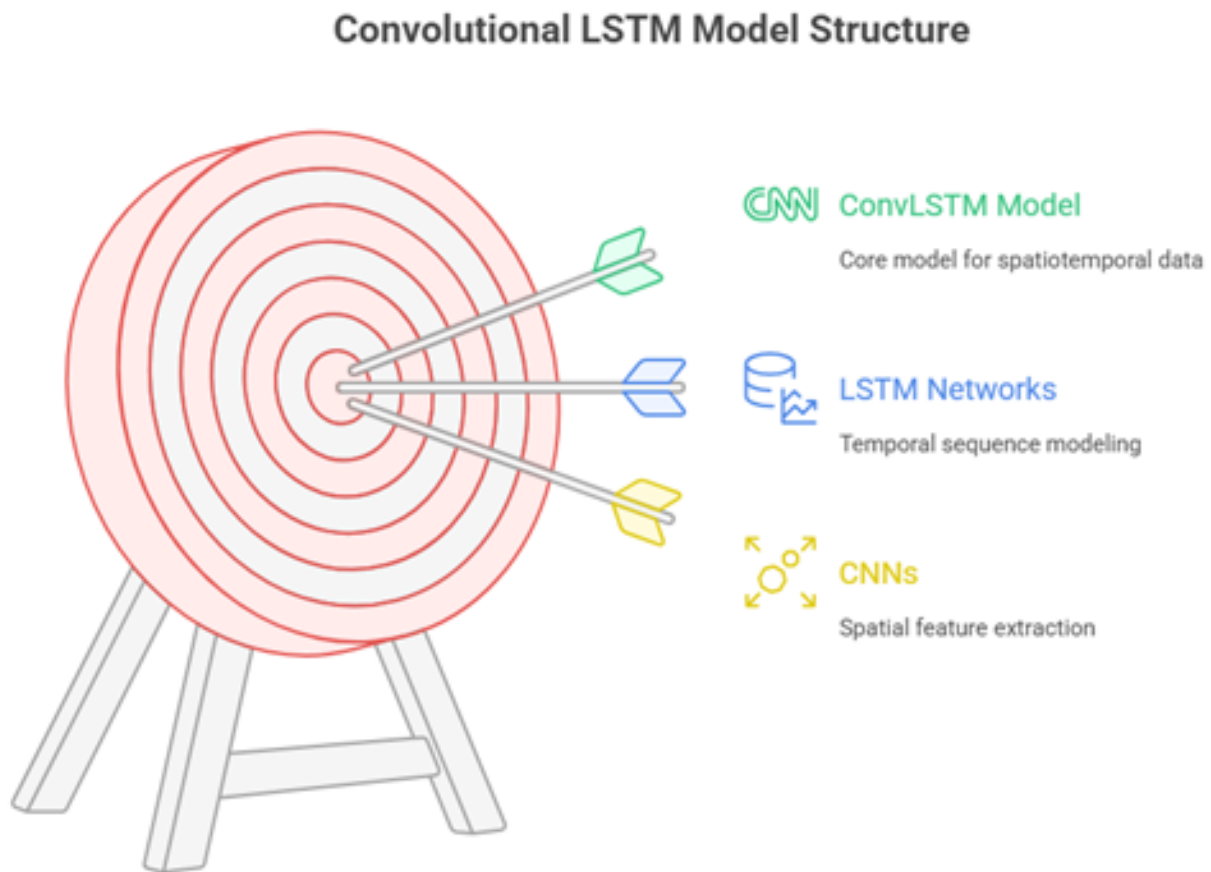 Convolutional LSTM Model Structure
CNN ConvLSTM Model
Core model for spatiotemporal data
LSTM Networks
Temporal sequence modeling
CNNs
Spatial feature extraction